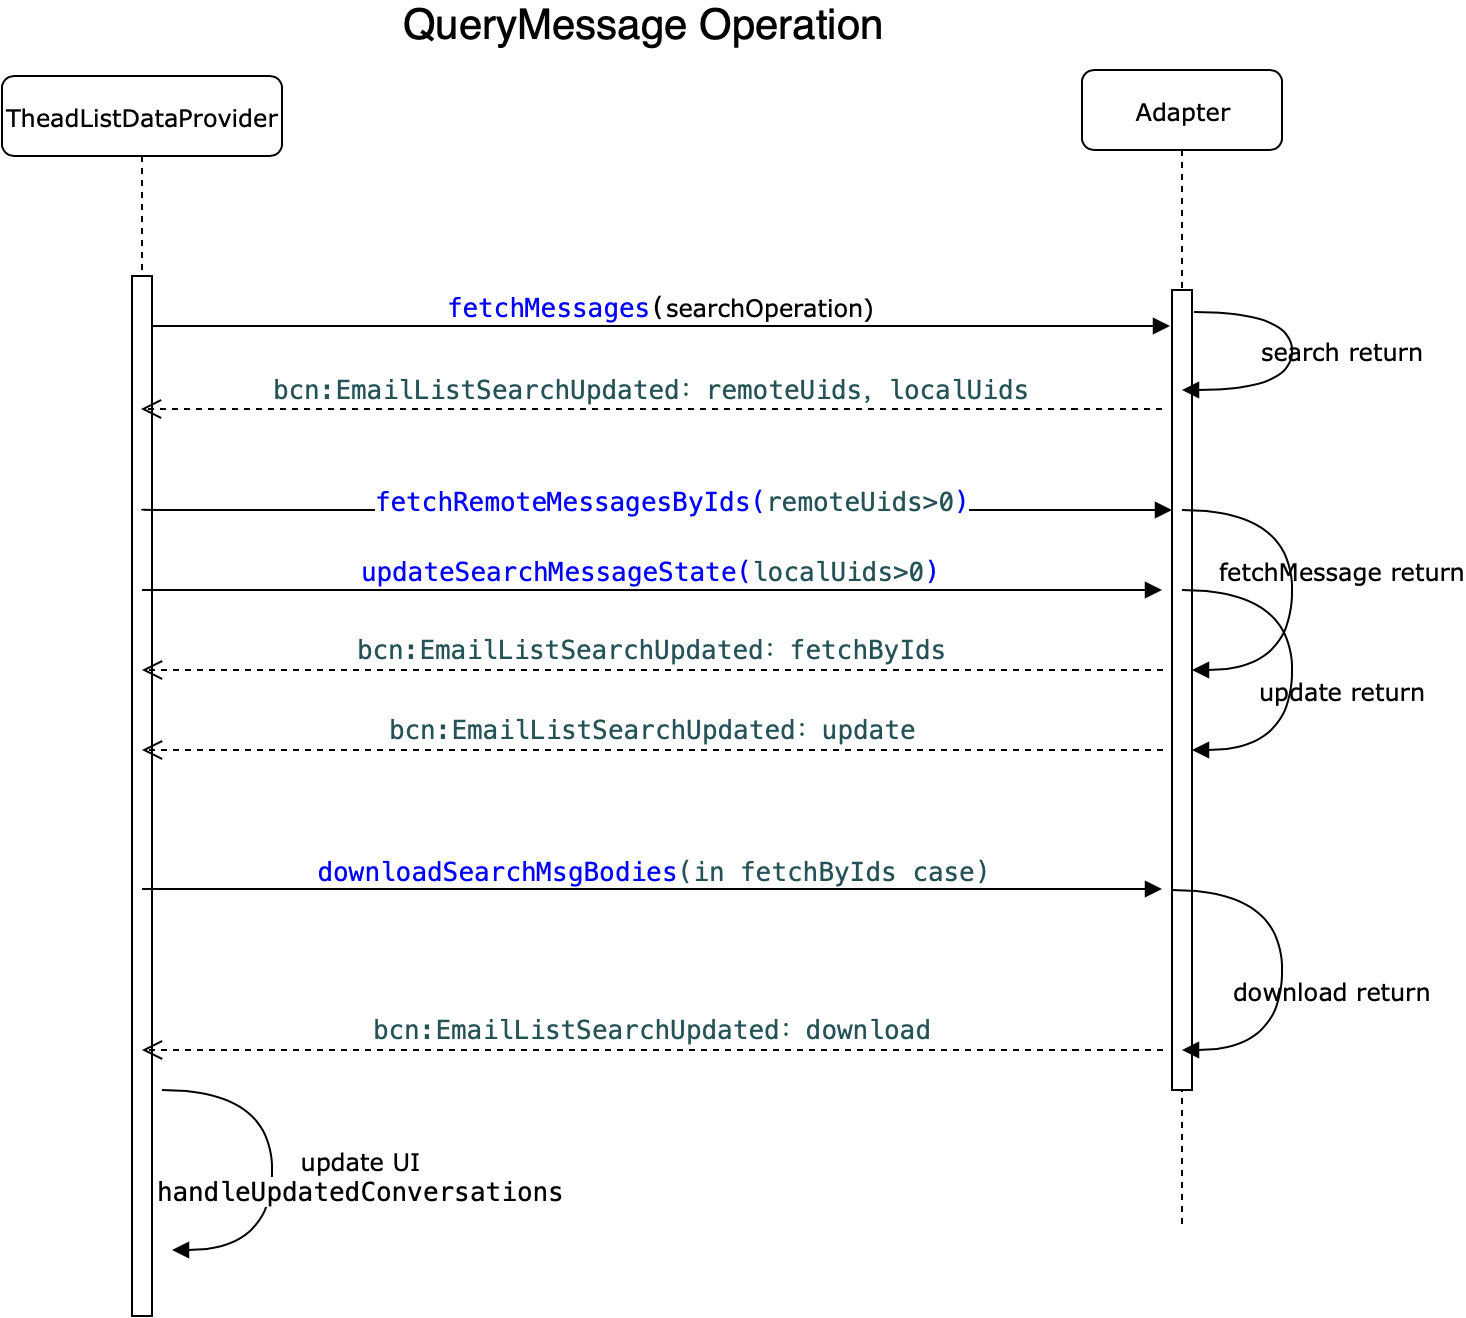 QueryMessage Operation
TheadListDataProvider
Adapter
fetchMessages(searchOperation)
search return
bcn:EmailListSearchUpdated: remoteUids, localUids
fetchRemoteMessagesByIds(remoteUids>0)
updateSearchMessageState(localUids>0)
fetchMessage return
bcn:EmailListSearchUpdated: fetchByIds
update return
bcn:EmailListSearchUpdated: update
downloadSearchMsgBodies(in fetchByIds case)
download return
bcn:EmailListSearchUpdated: download
update UI
handleUpdatedConversations